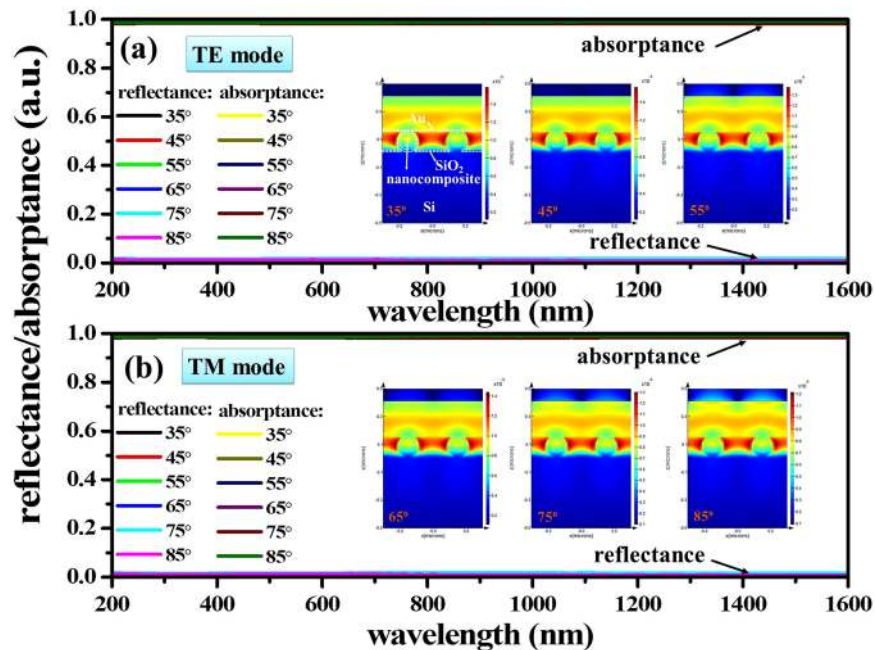 reflectance/absorptance (a.u.)
1.0
0.8
0.6
0.4
0.2
0.0
(a)
TE mode
absorptance
reflectance: absorptance:
35° 35°
45° 45°
55° 55°
65° 65°
75° 75°
85° 85°
Au
SiO2
nanocomposite
Si
35°
45°
55°
reflectance
200 400 600 800 1000 1200 1400 1600
wavelength (nm)
1.0
0.8
0.6
0.4
0.2
0.0
(b)
TM mode
absorptance
reflectance: absorptance:
35° 35°
45° 45°
55° 55°
65° 65°
75° 75°
85° 85°
65°
75°
85°
reflectance
200 400 600 800 1000 1200 1400 1600
wavelength (nm)